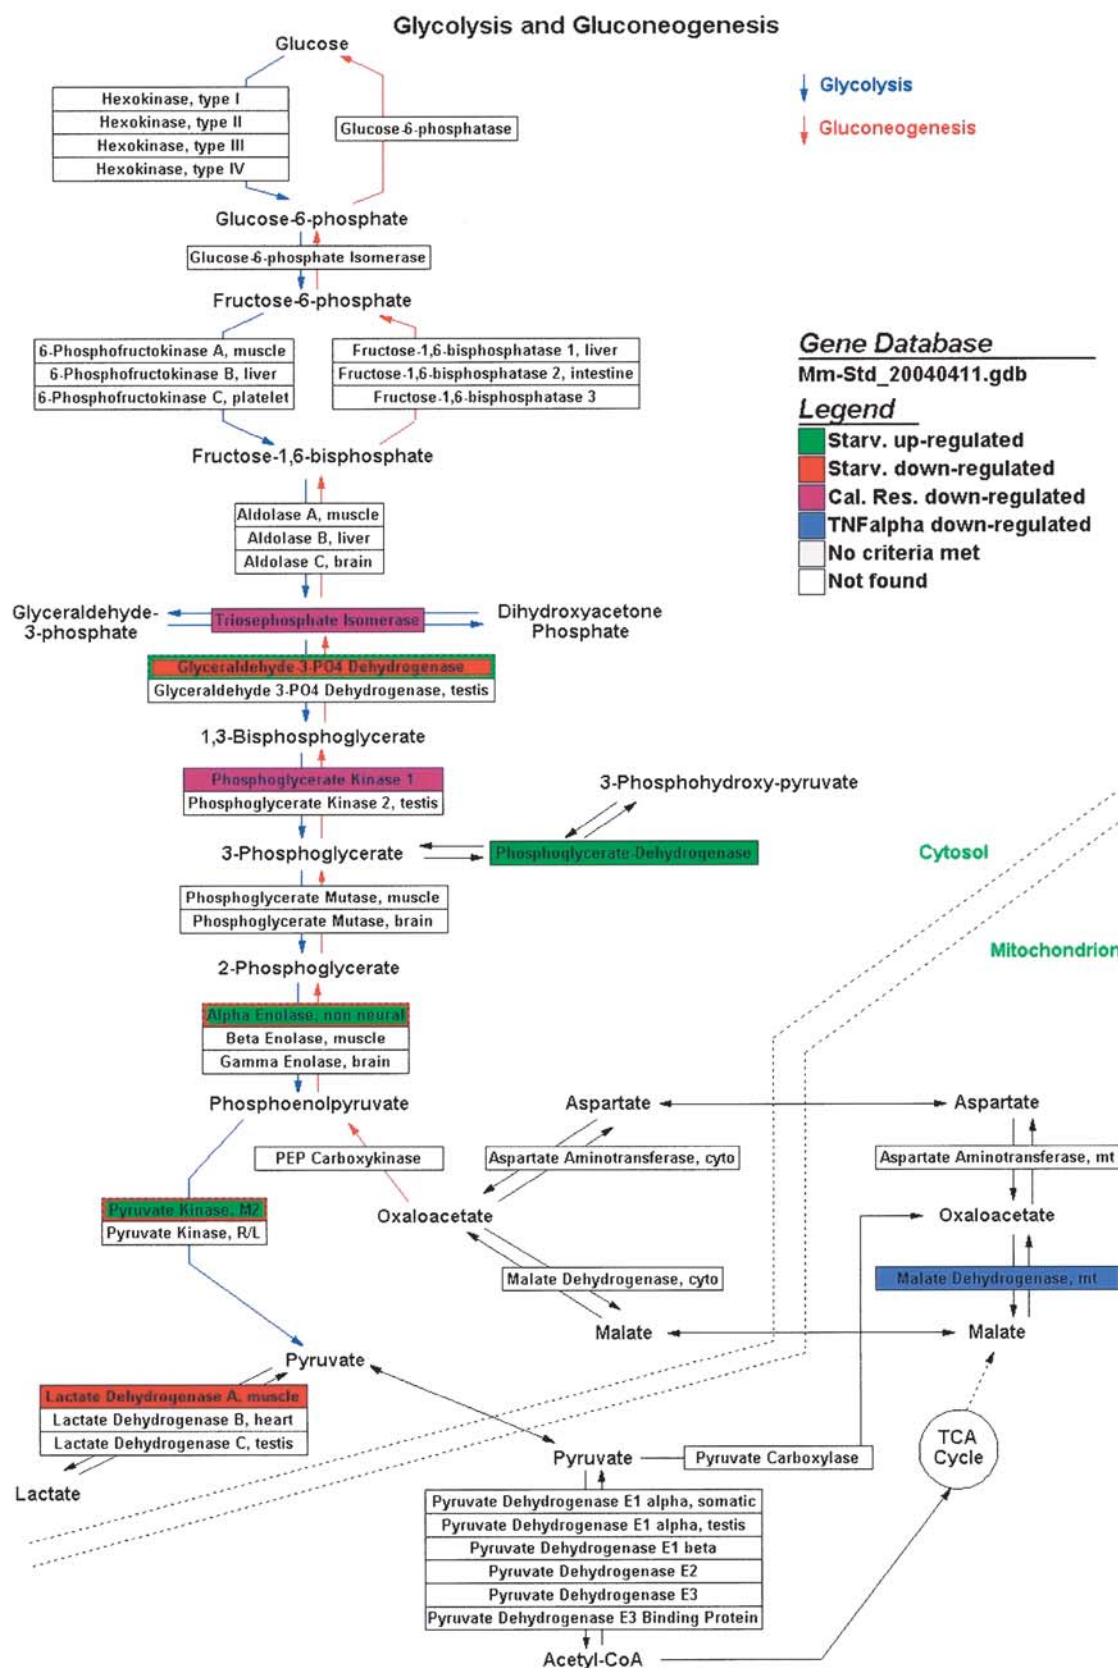 Glycolysis and Gluconeogenesis
Glucose
Glycolysis
Gluconeogenesis
Hexokinase, type I
Hexokinase, type II
Hexokinase, type III
Hexokinase, type IV
Glucose-6-phosphatase
Glucose-6-phosphate
Glucose-6-phosphate Isomerase
Fructose-6-phosphate
6-Phosphofructokinase A, muscle
6-Phosphofructokinase B, liver
6-Phosphofructokinase C, platelet
Fructose-1,6-bisphosphatase 1, liver
Fructose-1,6-bisphosphatase 2, intestine
Fructose-1,6-bisphosphatase 3
Gene Database
Mm-Std_20040411.gdb
Legend
Starv. up-regulated
Starv. down-regulated
Cal. Res. down-regulated
TNFalpha down-regulated
No criteria met
Not found
Fructose-1,6-bisphosphate
Aldolase A, muscle
Aldolase B, liver
Aldolase C, brain
Glyceraldehyde-
3-phosphate
Triosephosphate Isomerase
Dihydroxyacetone
Phosphate
Glyceraldehyde-3-PO4 Dehydrogenase
Glyceraldehyde 3-PO4 Dehydrogenase, testis
1,3-Bisphosphoglycerate
Phosphoglycerate Kinase 1
Phosphoglycerate Kinase 2, testis
3-Phosphohydroxy-pyruvate
3-Phosphoglycerate
Phosphoglycerate-Dehydrogenase
Cytosol
Mitochondrion
Phosphoglycerate Mutase, muscle
Phosphoglycerate Mutase, brain
2-Phosphoglycerate
Alpha Enolase, non neural
Beta Enolase, muscle
Gamma Enolase, brain
Phosphoenolpyruvate
Aspartate
Aspartate
PEP Carboxykinase
Aspartate Aminotransferase, cyto
Aspartate Aminotransferase, mt
Pyruvate Kinase, M2
Pyruvate Kinase, R/L
Oxaloacetate
Oxaloacetate
Malate Dehydrogenase, cyto
Malate Dehydrogenase, mt
Malate
Malate
Pyruvate
Lactate Dehydrogenase A, muscle
Lactate Dehydrogenase B, heart
Lactate Dehydrogenase C, testis
Lactate
Pyruvate
Pyruvate Carboxylase
TCA
Cycle
Pyruvate Dehydrogenase E1 alpha, somatic
Pyruvate Dehydrogenase E1 alpha, testis
Pyruvate Dehydrogenase E1 beta
Pyruvate Dehydrogenase E2
Pyruvate Dehydrogenase E3
Pyruvate Dehydrogenase E3 Binding Protein
Acetyl-CoA